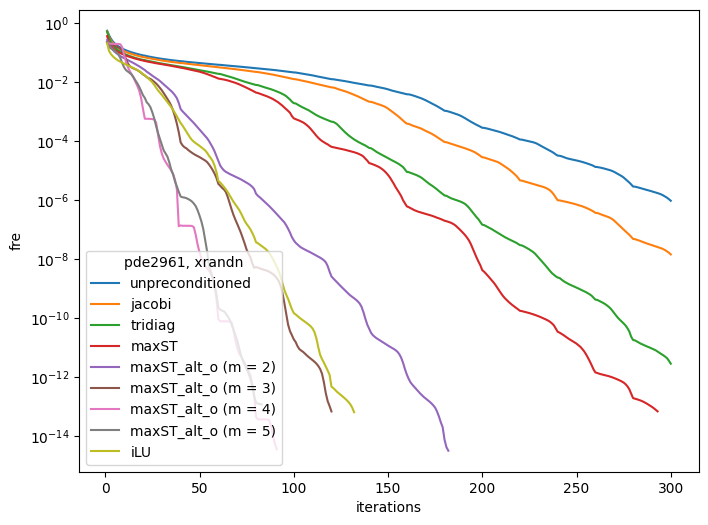 10^0
10^-2
10^-4
10^-6
10^-8
10^-10
10^-12
10^-14
fre
pde2961, xrandn
unpreconditioned
jacobi
tridiag
maxST
maxST_alt_o (m = 2)
maxST_alt_o (m = 3)
maxST_alt_o (m = 4)
maxST_alt_o (m = 5)
iLU
0 50 100 150 200 250 300
iterations